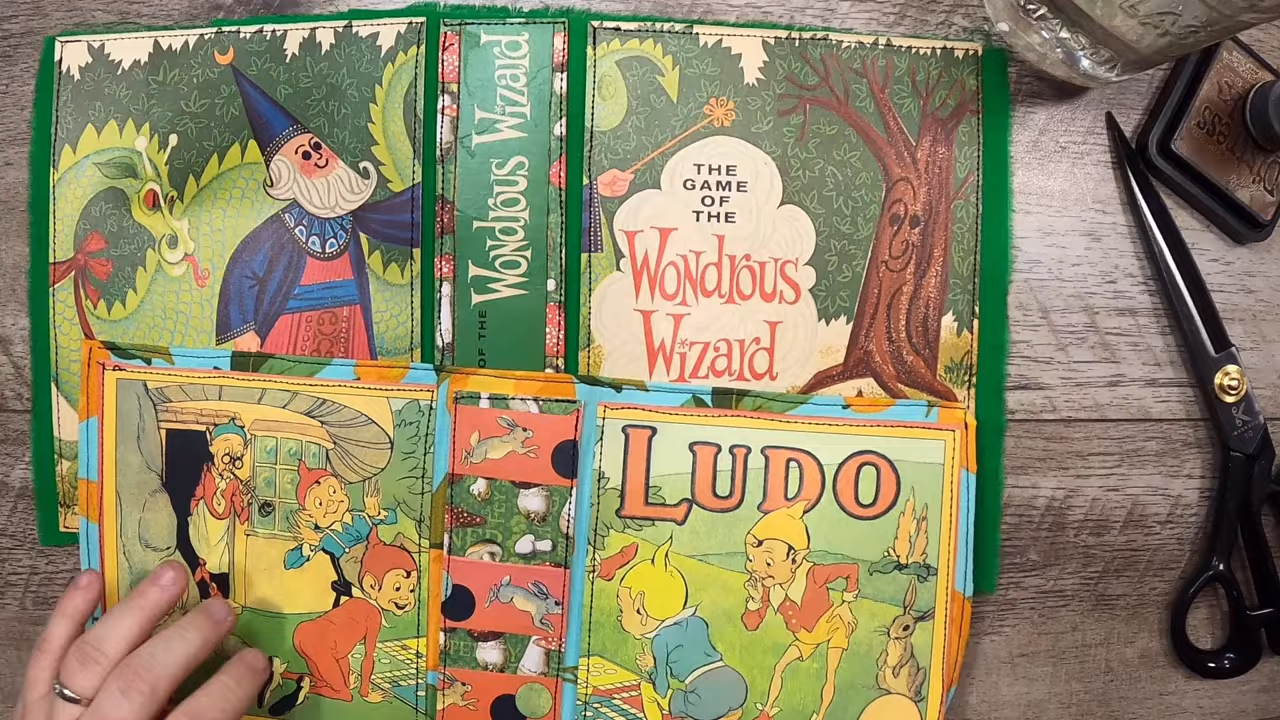 OF THE Wondrous Wizard
THE
GAME
OF
THE
Wondrous
Wizard
LUDO